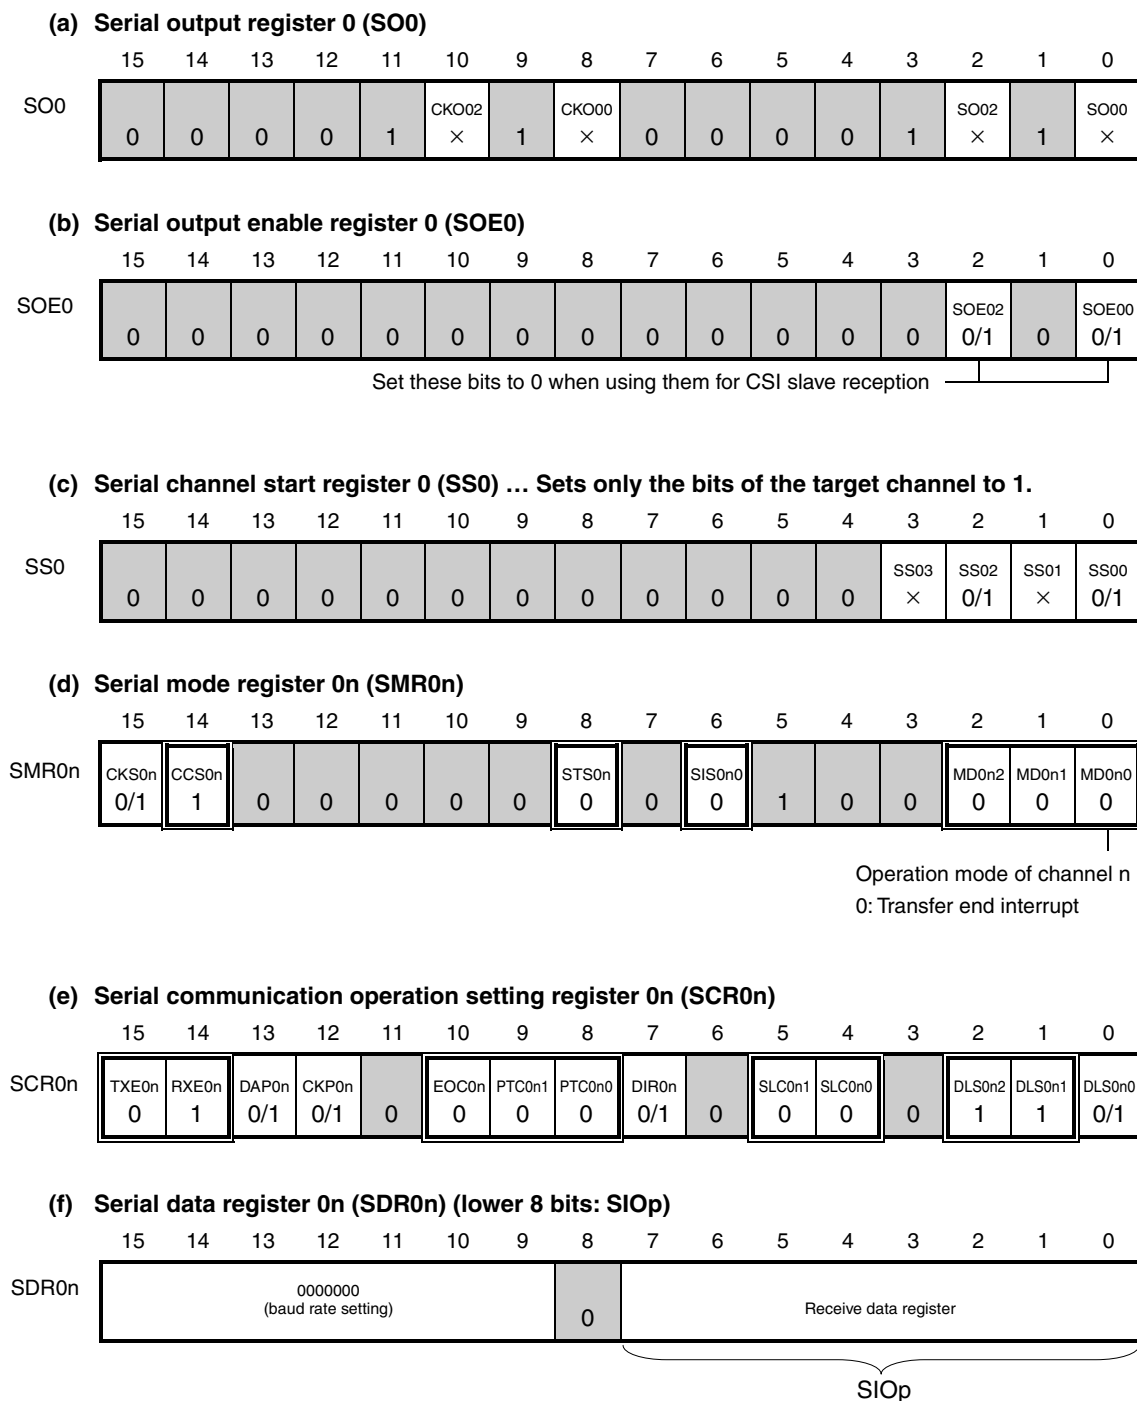 (a) Serial output register 0 (SO0)
15 14 13 12 11 10 9 8 7 6 5 4 3 2 1 0
SO0
CKO02 CKO00 SO02 SO00
0 0 0 0 1 × 1 × 0 0 0 0 1 × 1 ×
(b) Serial output enable register 0 (SOE0)
15 14 13 12 11 10 9 8 7 6 5 4 3 2 1 0
SOE0
SOE02 SOE00
0 0 0 0 0 0 0 0 0 0 0 0 0 0/1 0 0/1
Set these bits to 0 when using them for CSI slave reception
(c) Serial channel start register 0 (SS0) … Sets only the bits of the target channel to 1.
15 14 13 12 11 10 9 8 7 6 5 4 3 2 1 0
SS0
SS03 SS02 SS01 SS00
0 0 0 0 0 0 0 0 0 0 0 0 × 0/1 × 0/1
(d) Serial mode register 0n (SMR0n)
15 14 13 12 11 10 9 8 7 6 5 4 3 2 1 0
SMR0n
CKS0n CCS0n STS0n SIS0n0 MD0n2 MD0n1 MD0n0
0/1 1 0 0 0 0 0 0 0 0 1 0 0 0 0 0
Operation mode of channel n
0: Transfer end interrupt
(e) Serial communication operation setting register 0n (SCR0n)
15 14 13 12 11 10 9 8 7 6 5 4 3 2 1 0
SCR0n
TXE0n RXE0n DAP0n CKP0n EOC0n PTC0n1 PTC0n0 DIR0n SLC0n1 SLC0n0 DLS0n2 DLS0n1 DLS0n0
0 1 0/1 0/1 0 0 0 0 0/1 0 0 0 0 1 1 0/1
(f) Serial data register 0n (SDR0n) (lower 8 bits: SIOp)
15 14 13 12 11 10 9 8 7 6 5 4 3 2 1 0
SDR0n
0000000
(baud rate setting)
0
Receive data register
SIOp